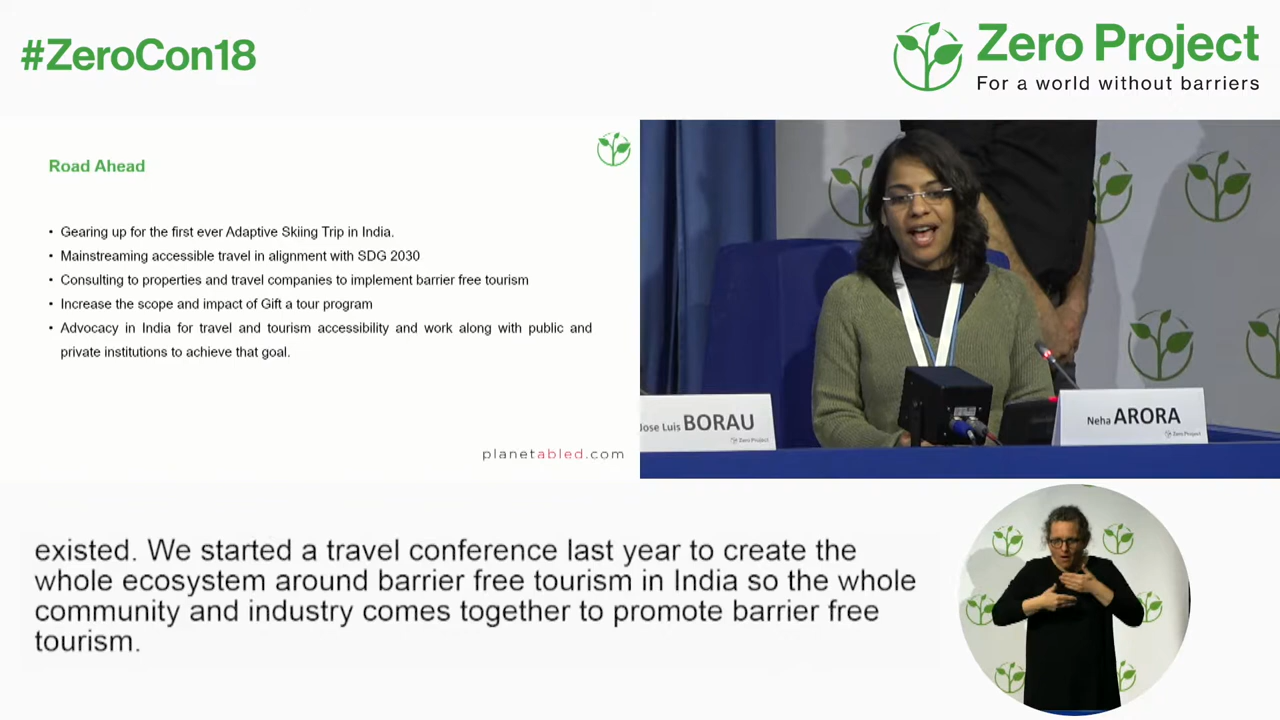 #ZeroCon18
Zero Project
For a world without barriers
Road Ahead
• Gearing up for the first ever Adaptive Skiing Trip in India.
• Mainstreaming accessible travel in alignment with SDG 2030
• Consulting to properties and travel companies to implement barrier free tourism
• Increase the scope and impact of Gift a tour program
• Advocacy in India for travel and tourism accessibility and work along with public and
private institutions to achieve that goal.
planetabled.com
Jose Luis BORAU
Zero Project
Neha ARORA
Zero Project
existed. We started a travel conference last year to create the
whole ecosystem around barrier free tourism in India so the whole
community and industry comes together to promote barrier free
tourism.